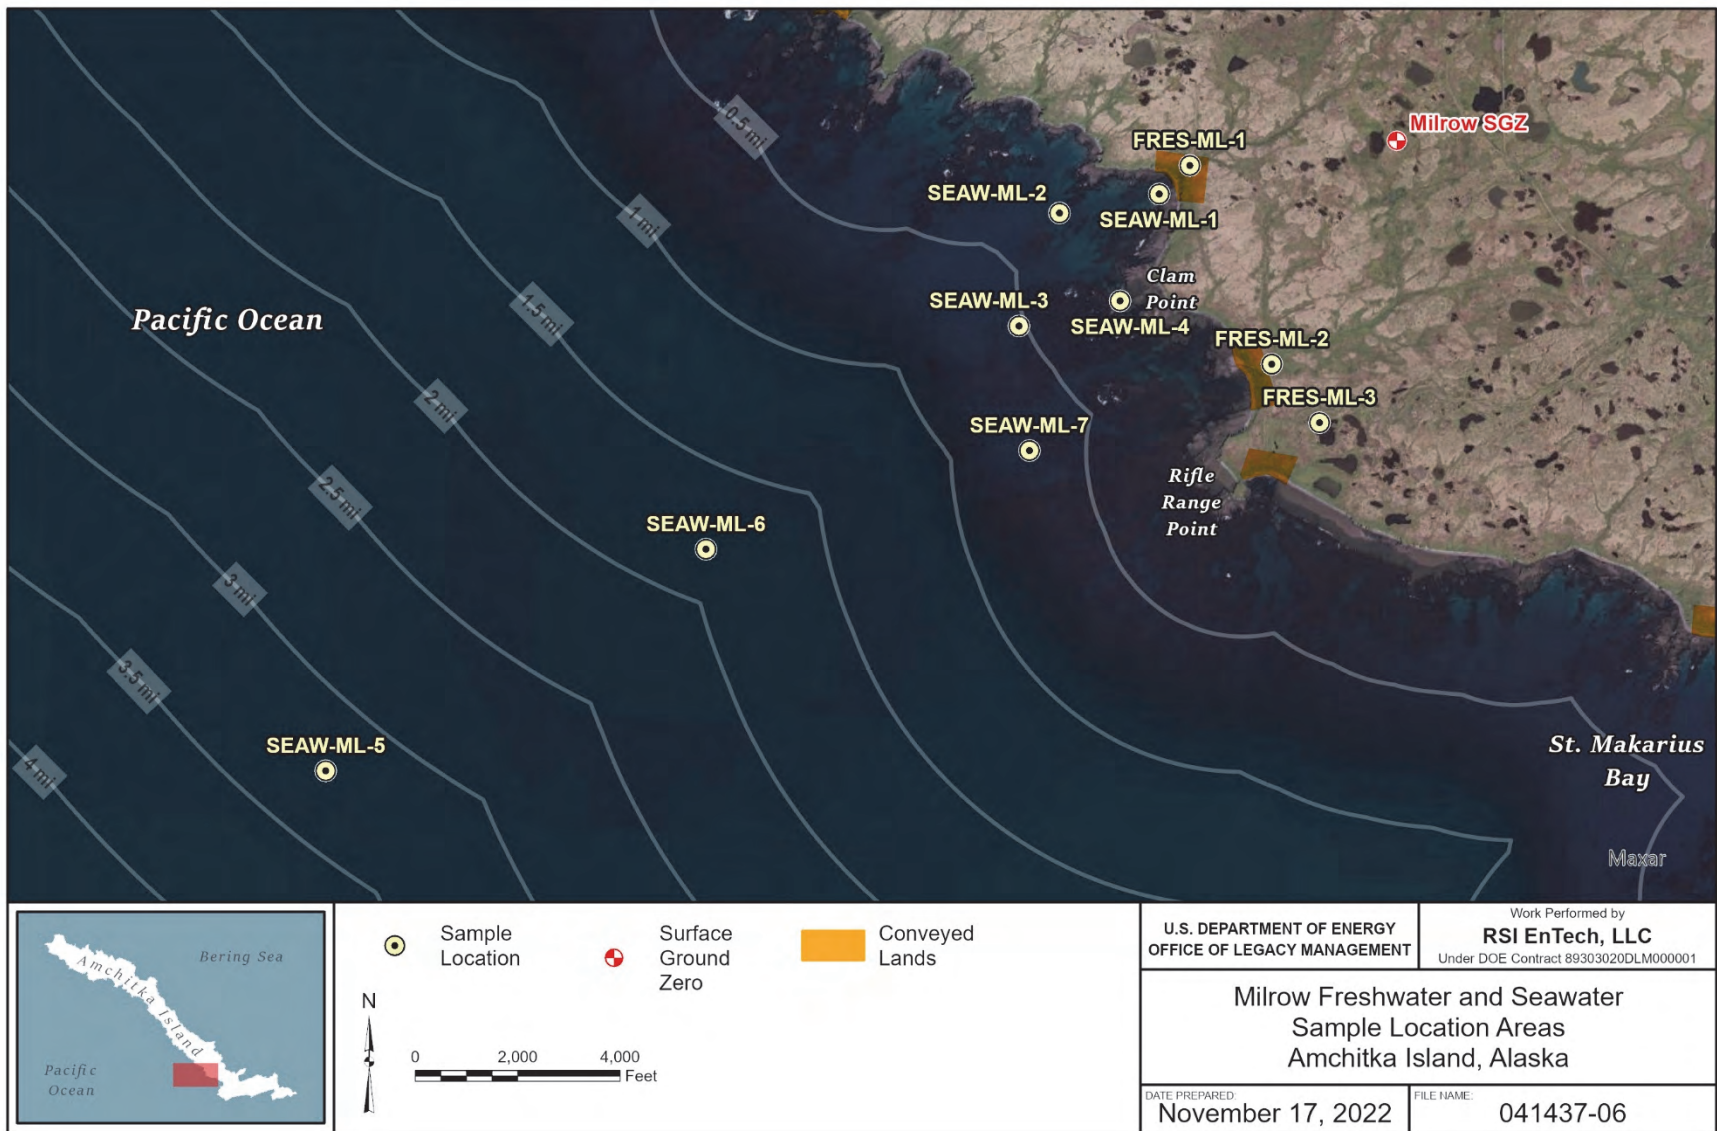 0.5 mi
1 mi
1.5 mi
2 mi
2.5 mi
3 mi
3.5 mi
4 mi
Milrow SGZ
FRES-ML-1
SEAW-ML-2
SEAW-ML-1
Clam
Point
SEAW-ML-3
SEAW-ML-4
Pacific Ocean
FRES-ML-2
FRES-ML-3
SEAW-ML-7
Rifle
Range
Point
SEAW-ML-6
SEAW-ML-5
St. Makarius
Bay
Maxar
Bering Sea
Amchitka Island
Pacific
Ocean
Sample
Location
Surface
Ground
Zero
Conveyed
Lands
N
0 2,000 4,000
Feet
U.S. DEPARTMENT OF ENERGY
OFFICE OF LEGACY MANAGEMENT
Work Performed by
RSI EnTech, LLC
Under DOE Contract 89303020DLM000001
Milrow Freshwater and Seawater
Sample Location Areas
Amchitka Island, Alaska
DATE PREPARED:
November 17, 2022
FILE NAME:
041437-06